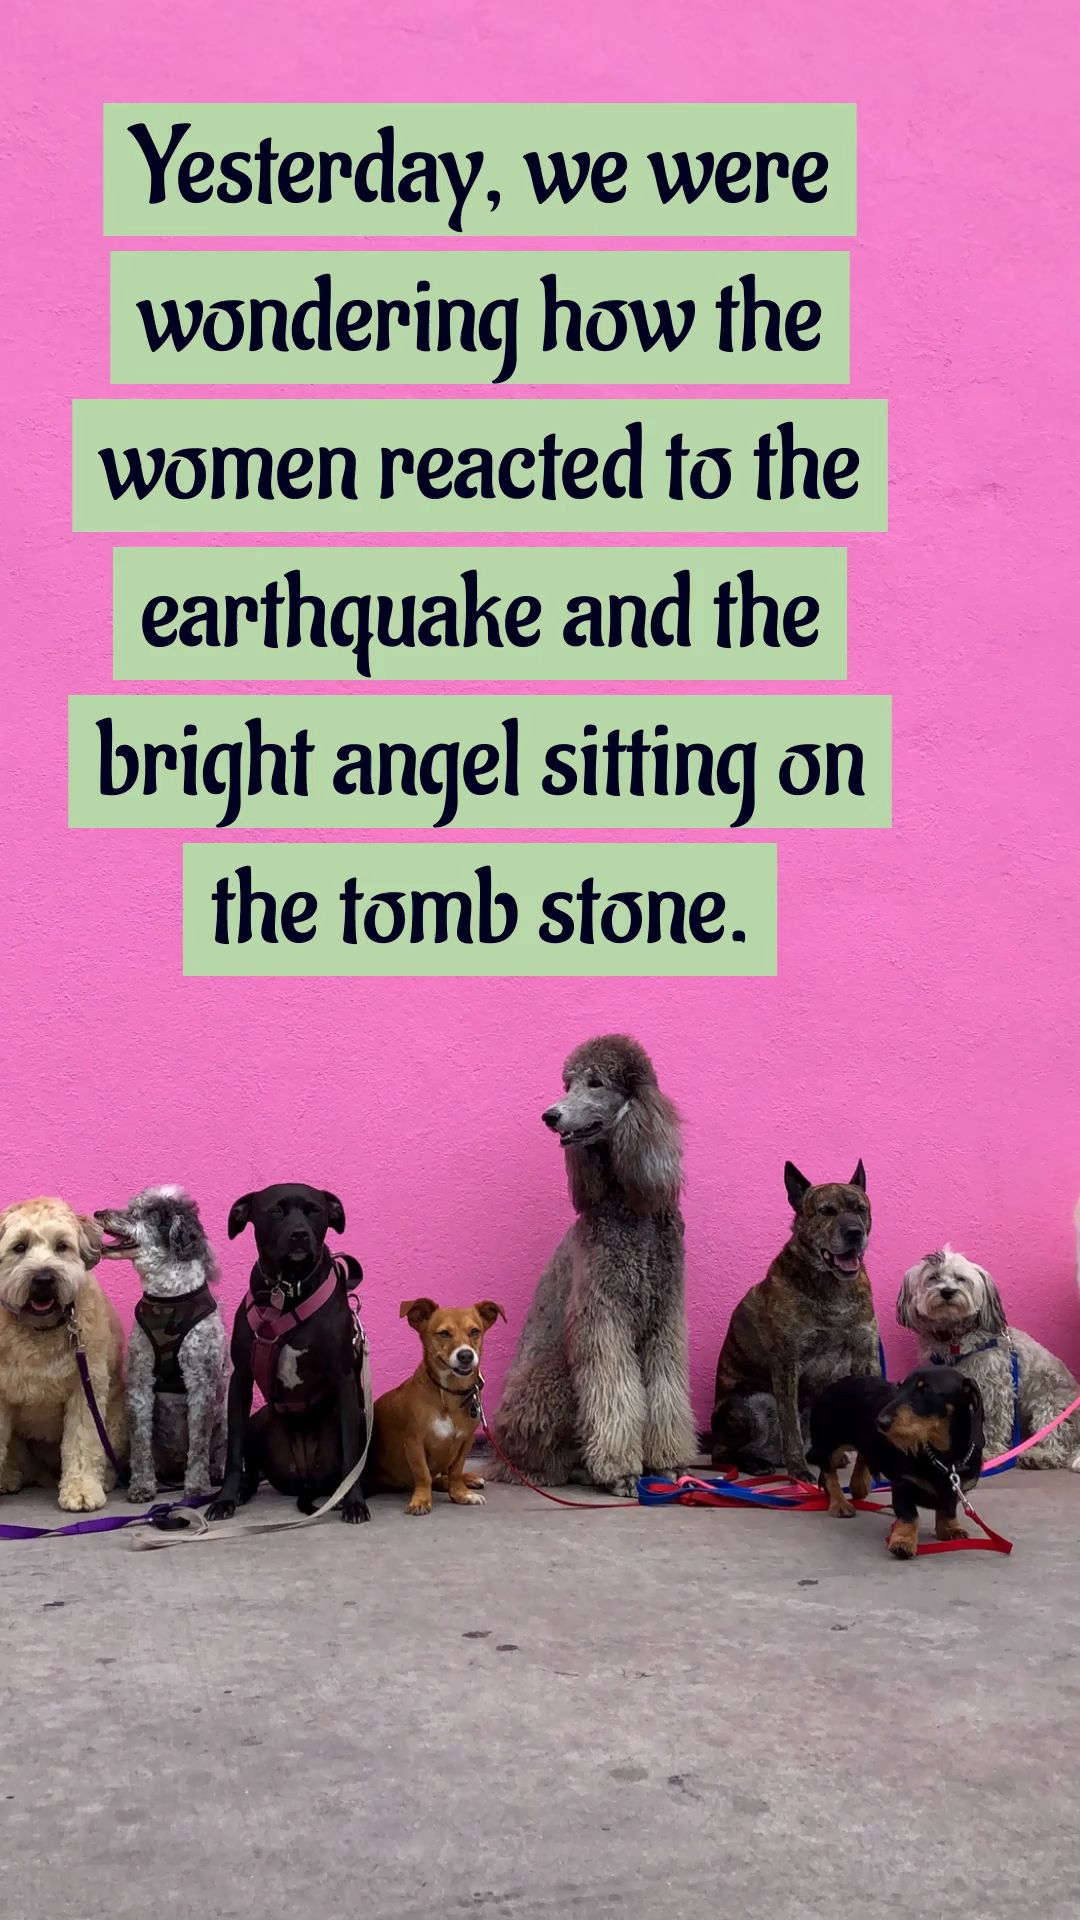 Yesterday, we were
wondering how the
women reacted to the
earthquake and the
bright angel sitting on
the tomb stone.